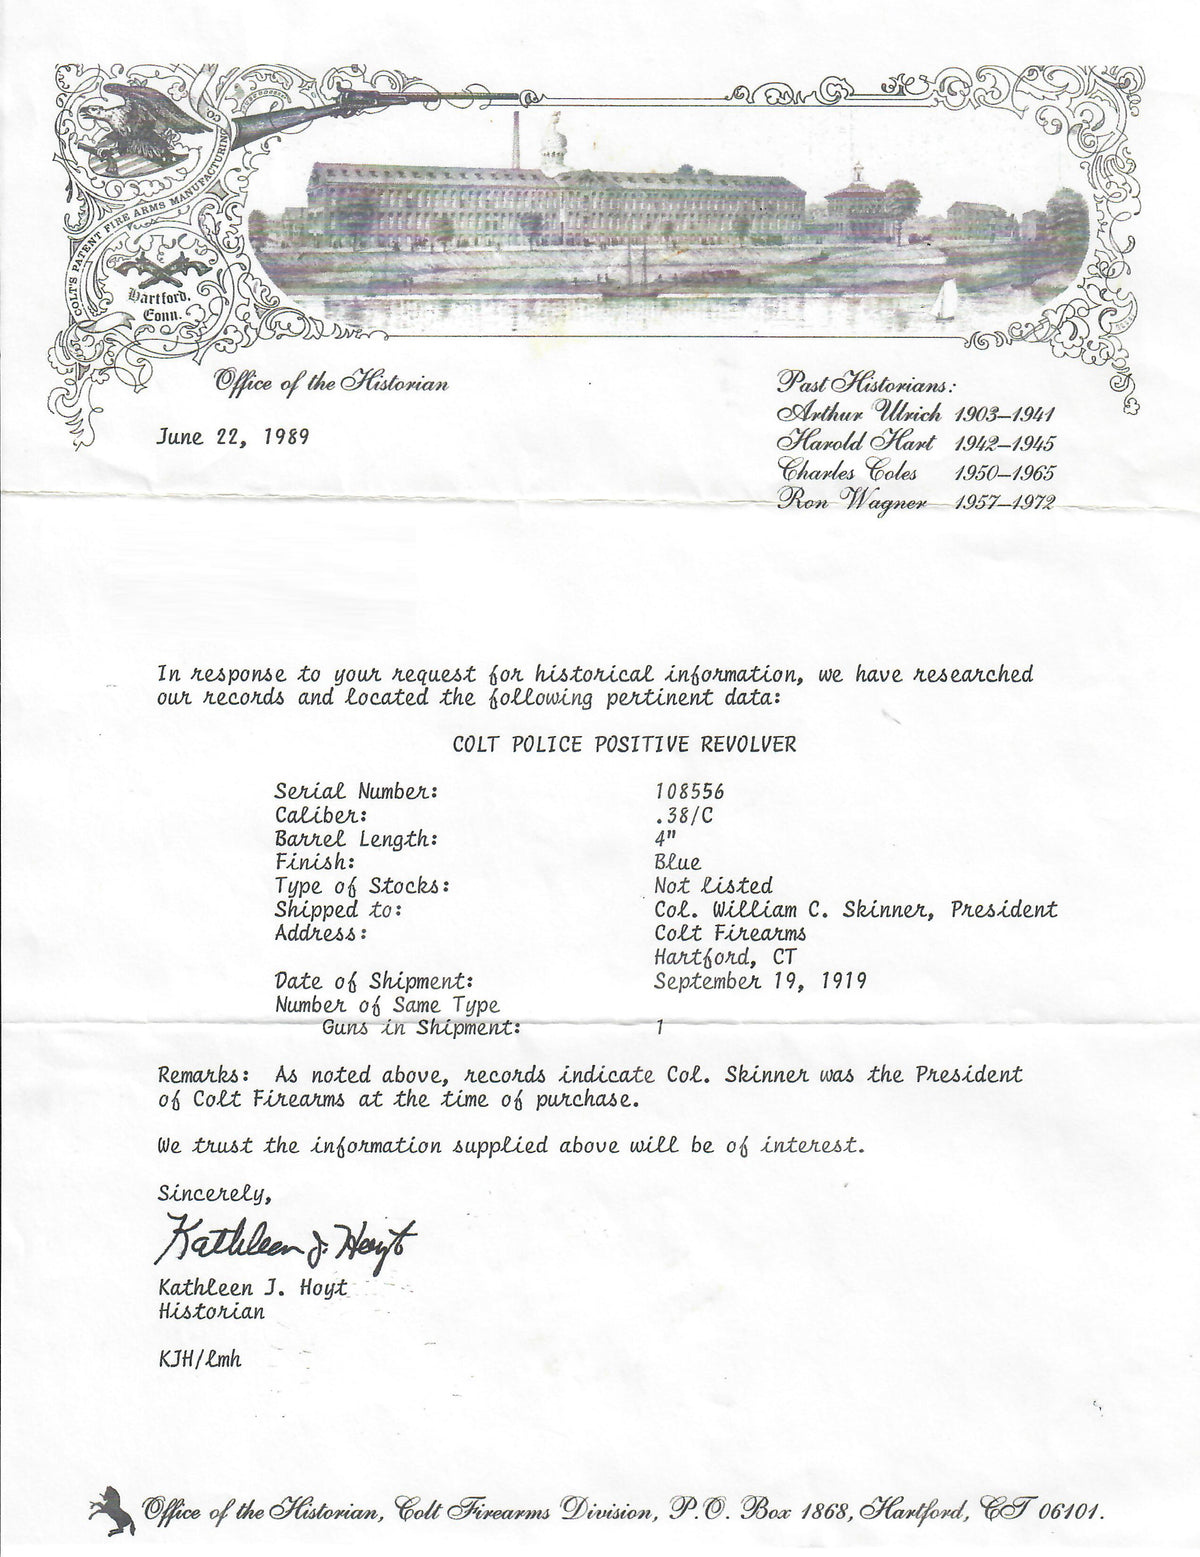 COLT'S PATENT FIRE ARMS MANUFACTURING CO
Hartford,
Conn.
Office of the Historian
Past Historians:
Arthur Ulrich 1903–1941
Harold Hart 1942–1945
Charles Coles 1950–1965
Ron Wagner 1957–1972
June 22, 1989
In response to your request for historical information, we have researched
our records and located the following pertinent data:
COLT POLICE POSITIVE REVOLVER
Serial Number: 108556
Caliber: .38/C
Barrel Length: 4"
Finish: Blue
Type of Stocks: Not listed
Shipped to: Col. William C. Skinner, President
Address: Colt Firearms
Hartford, CT
Date of Shipment: September 19, 1919
Number of Same Type
Guns in Shipment: 1
Remarks: As noted above, records indicate Col. Skinner was the President
of Colt Firearms at the time of purchase.
We trust the information supplied above will be of interest.
Sincerely,
Kathleen J. Hoyt
Kathleen J. Hoyt
Historian
KJH/lmh
Office of the Historian, Colt Firearms Division, P.O. Box 1868, Hartford, CT 06101.